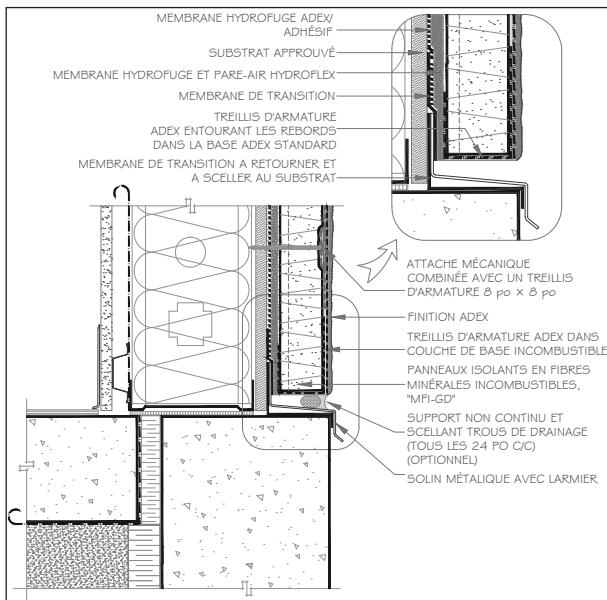 MEMBRANE HYDROFUGE ADEX/
ADHÉSIF
SUBSTRAT APPROUVÉ
MEMBRANE HYDROFUGE ET PARE-AIR HYDROFLEX
MEMBRANE DE TRANSITION
TREILLIS D'ARMATURE
ADEX ENTOURANT LES REBORDS
DANS LA BASE ADEX STANDARD
MEMBRANE DE TRANSITION A RETOURNER ET
A SCELLER AU SUBSTRAT
ATTACHE MÉCANIQUE
COMBINÉE AVEC UN TREILLIS
D'ARMATURE 8 po × 8 po
FINITION ADEX
TREILLIS D'ARMATURE ADEX DANS
COUCHE DE BASE INCOMBUSTIBLE
PANNEAUX ISOLANTS EN FIBRES
MINÉRALES INCOMBUSTIBLES,
"MFI-GD"
SUPPORT NON CONTINU ET
SCELLANT TROUS DE DRAINAGE
(TOUS LES 24 PO C/C)
(OPTIONNEL)
SOLIN MÉTALIQUE AVEC LARMIER